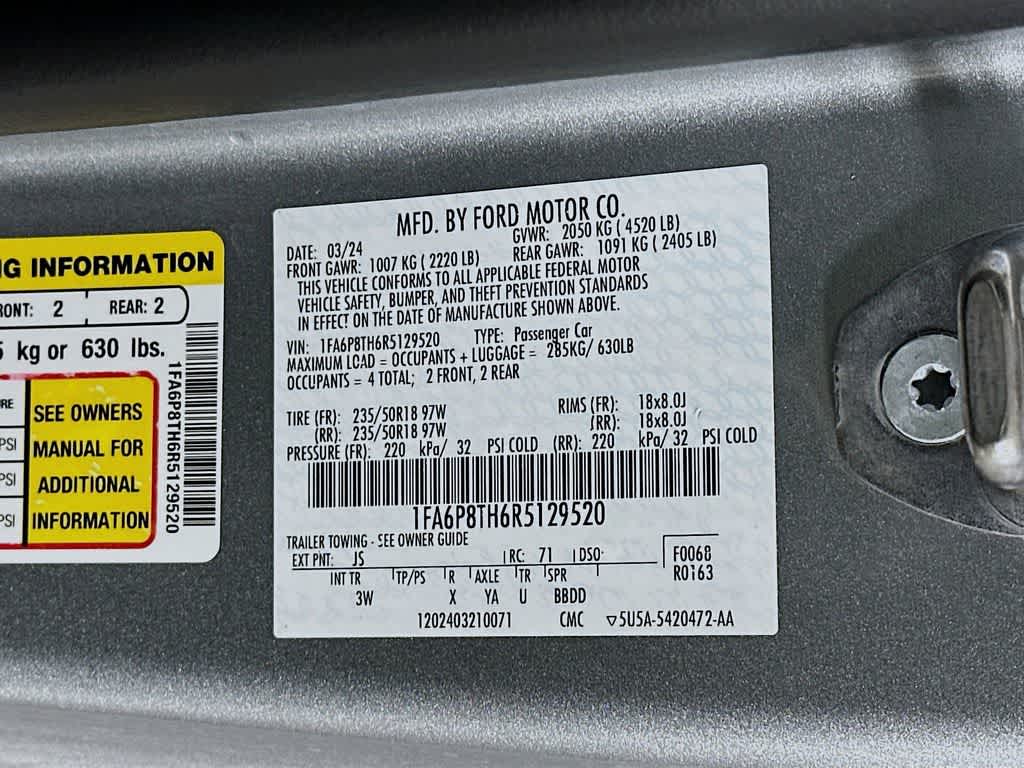 NG INFORMATION
RONT: 2 REAR: 2
5 kg or 630 lbs.
URE
PSI
PSI
PSI
SEE OWNERS
MANUAL FOR
ADDITIONAL
INFORMATION
1FA6P8TH6R5129520
MFD. BY FORD MOTOR CO.
DATE: 03/24 GVWR: 2050 KG ( 4520 LB)
FRONT GAWR: 1007 KG ( 2220 LB) REAR GAWR: 1091 KG ( 2405 LB)
THIS VEHICLE CONFORMS TO ALL APPLICABLE FEDERAL MOTOR
VEHICLE SAFETY, BUMPER, AND THEFT PREVENTION STANDARDS
IN EFFECT ON THE DATE OF MANUFACTURE SHOWN ABOVE.
VIN: 1FA6P8TH6R5129520 TYPE: Passenger Car
MAXIMUM LOAD = OCCUPANTS + LUGGAGE = 285KG/ 630LB
OCCUPANTS = 4 TOTAL; 2 FRONT, 2 REAR
TIRE (FR): 235/50R18 97W RIMS (FR): 18x8.0J
(RR): 235/50R18 97W (RR): 18x8.0J
PRESSURE (FR): 220 kPa/ 32 PSI COLD (RR): 220 kPa/ 32 PSI COLD
1FA6P8TH6R5129520
TRAILER TOWING - SEE OWNER GUIDE
EXT PNT: JS RC: 71 DSO: F0068
R0163
INT TR TP/PS R AXLE TR SPR
3W X YA U BBDD
1202403210071 CMC ▽5U5A-5420472-AA